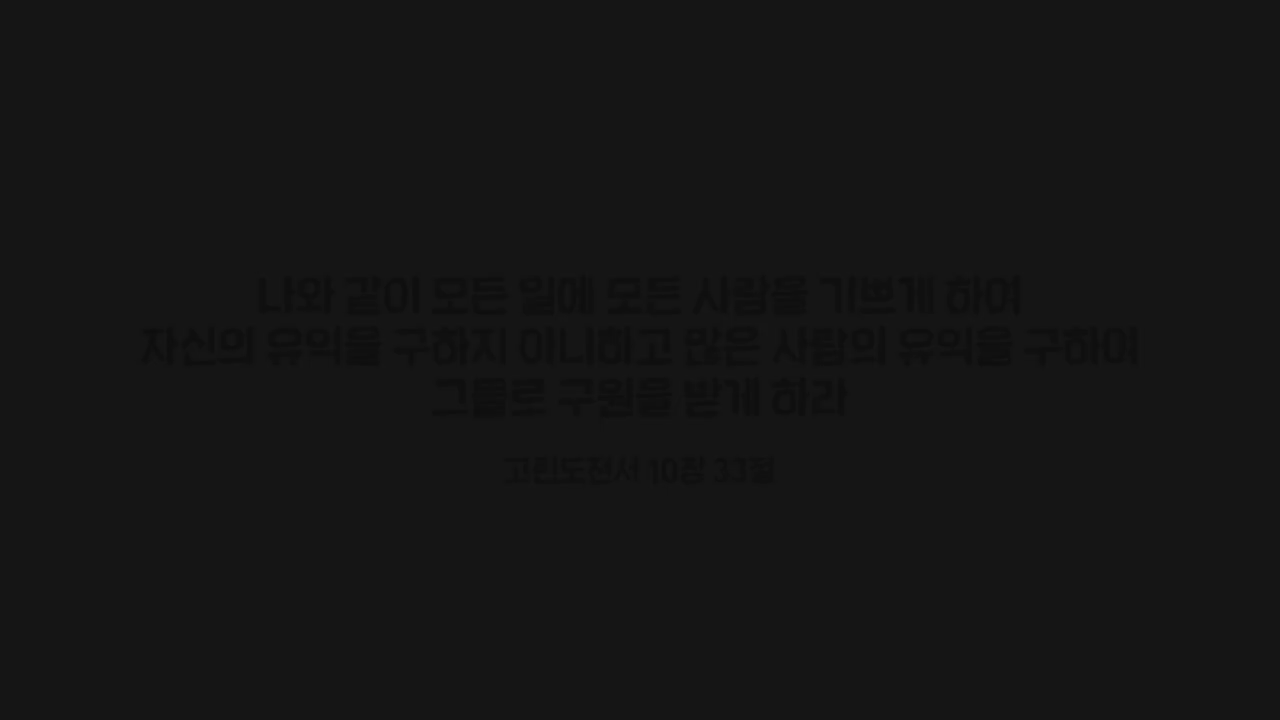 나와 같이 모든 일에 모든 사람을 기쁘게 하여
자신의 유익을 구하지 아니하고 많은 사람의 유익을 구하여
그들로 구원을 받게 하라
고린도전서 10장 33절